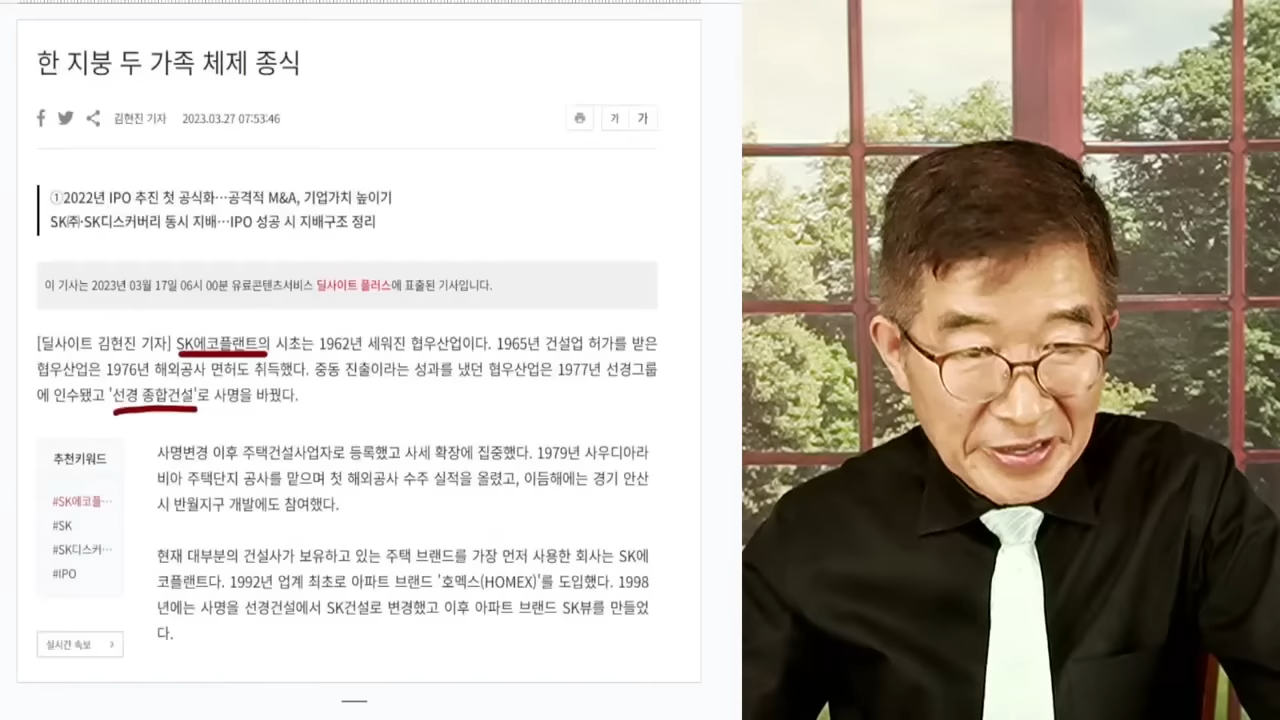 한 지붕 두 가족 체제 종식
김현진 기자 2023.03.27 07:53:46
가 가
①2022년 IPO 추진 첫 공식화…공격적 M&A, 기업가치 높이기
SK㈜·SK디스커버리 동시 지배…IPO 성공 시 지배구조 정리
이 기사는 2023년 03월 17일 06시 00분 유료콘텐츠서비스 딜사이트 플러스에 표출된 기사입니다.
[딜사이트 김현진 기자] SK에코플랜트의 시초는 1962년 세워진 협우산업이다. 1965년 건설업 허가를 받은
협우산업은 1976년 해외공사 면허도 취득했다. 중동 진출이라는 성과를 냈던 협우산업은 1977년 선경그룹
에 인수됐고 '선경 종합건설'로 사명을 바꿨다.
추천키워드
#SK에코플…
#SK
#SK디스커…
#IPO
실시간 속보 >
사명변경 이후 주택건설사업자로 등록했고 사세 확장에 집중했다. 1979년 사우디아라
비아 주택단지 공사를 맡으며 첫 해외공사 수주 실적을 올렸고, 이듬해에는 경기 안산
시 반월지구 개발에도 참여했다.
현재 대부분의 건설사가 보유하고 있는 주택 브랜드를 가장 먼저 사용한 회사는 SK에
코플랜트다. 1992년 업계 최초로 아파트 브랜드 '호멕스(HOMEX)'를 도입했다. 1998
년에는 사명을 선경건설에서 SK건설로 변경했고 이후 아파트 브랜드 SK뷰를 만들었
다.